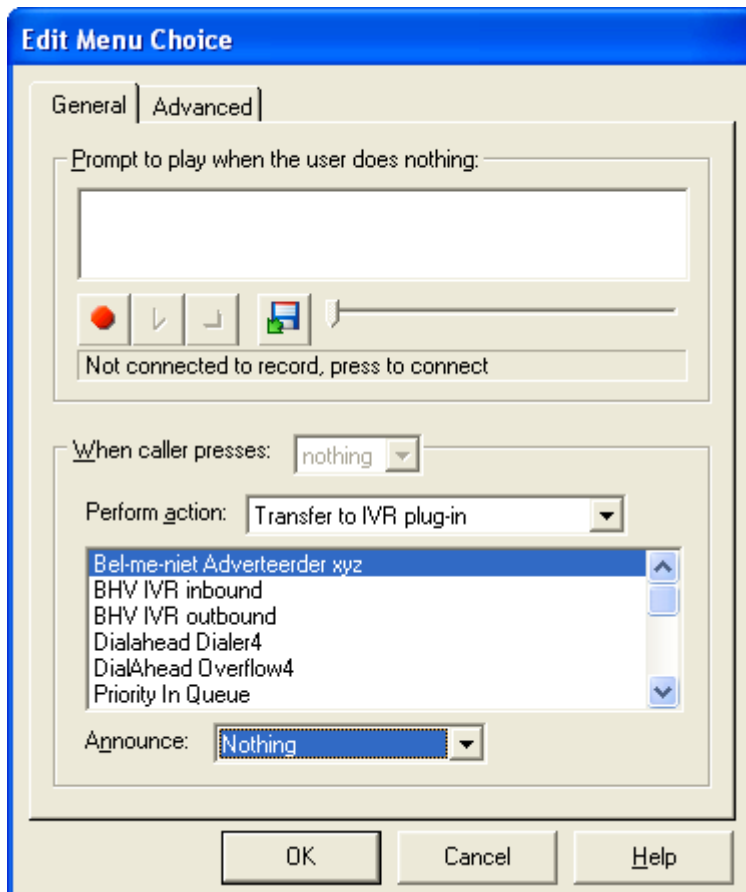 Edit Menu Choice
General
Advanced
Prompt to play when the user does nothing:
Not connected to record, press to connect
When caller presses:
nothing
Perform action:
Transfer to IVR plug-in
Bel-me-niet Adverteerder xyz
BHV IVR inbound
BHV IVR outbound
Dialahead Dialer4
DialAhead Overflow4
Priority In Queue
Announce:
Nothing
OK
Cancel
Help